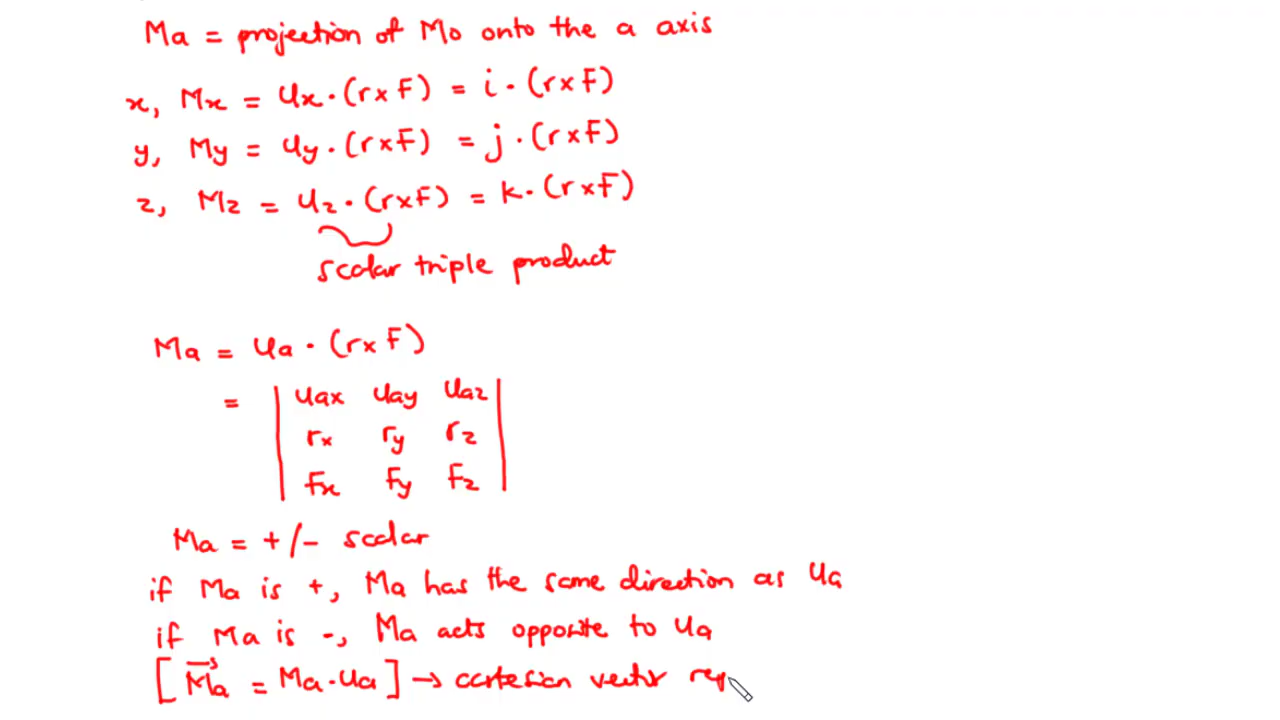 Ma = projection of Mo onto the a axis
x, Mx = ux · (r x F) = i · (r x F)
y, My = uy · (r x F) = j · (r x F)
z, Mz = uz · (r x F) = k · (r x F)
scalar triple product
Ma = ua · (r x F)
= | uax uay uaz |
| rx ry rz |
| Fx Fy Fz |
Ma = + / - scalar
if Ma is +, Ma has the same direction as ua
if Ma is -, Ma acts opposite to ua
[ M⃗a = Ma · ua ] → cartesian vector rep